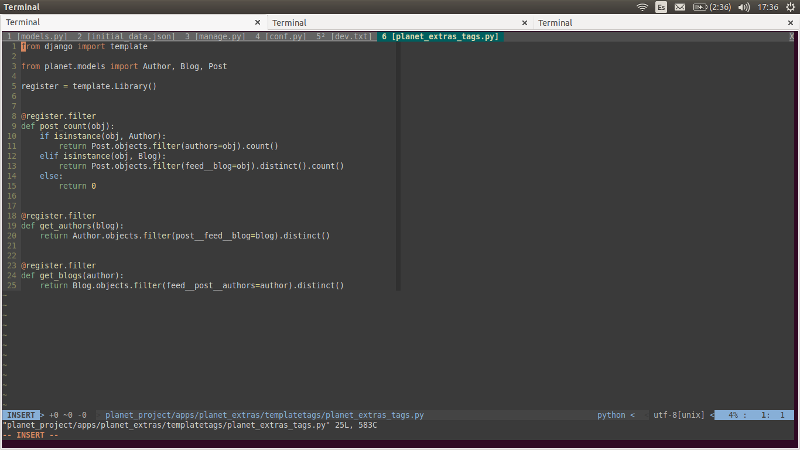 Terminal
Es
(2:36)
17:36
Terminal × Terminal × Terminal
1 [models.py] 2 [initial_data.json] 3 [manage.py] 4 [conf.py] 5² [dev.txt] 6 [planet_extras_tags.py] X
1 from django import template
2
3 from planet.models import Author, Blog, Post
4
5 register = template.Library()
6
7
8 @register.filter
9 def post_count(obj):
10 if isinstance(obj, Author):
11 return Post.objects.filter(authors=obj).count()
12 elif isinstance(obj, Blog):
13 return Post.objects.filter(feed__blog=obj).distinct().count()
14 else:
15 return 0
16
17
18 @register.filter
19 def get_authors(blog):
20 return Author.objects.filter(post__feed__blog=blog).distinct()
21
22
23 @register.filter
24 def get_blogs(author):
25 return Blog.objects.filter(feed__post__authors=author).distinct()
~
~
~
~
~
~
~
~
~
~
~
~
INSERT > +0 ~0 -0 planet_project/apps/planet_extras/templatetags/planet_extras_tags.py python < utf-8[unix] < 4% : 1: 1
"planet_project/apps/planet_extras/templatetags/planet_extras_tags.py" 25L, 583C
-- INSERT --